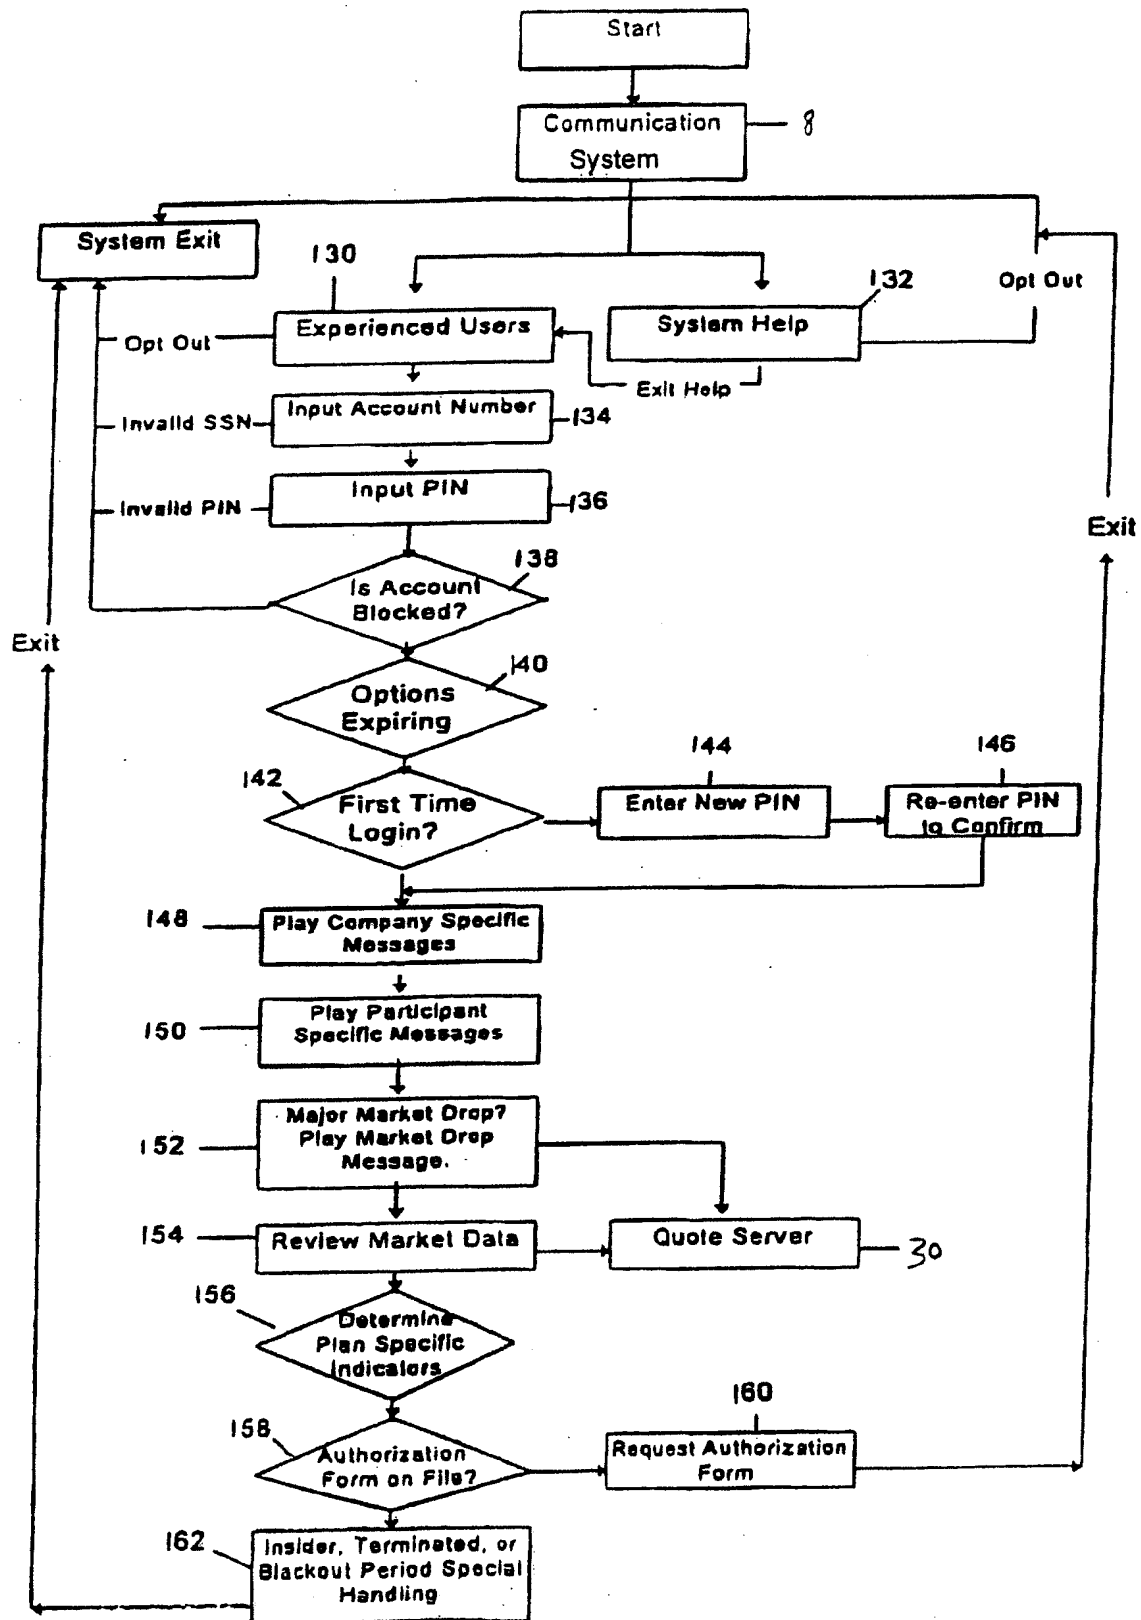 Start
Communication
System
8
System Exit
130
132
Opt Out
Experienced Users
System Help
Opt Out
Exit Help
Input Account Number
134
Invalid SSN
Input PIN
136
Invalid PIN
Exit
138
Is Account
Blocked?
Exit
140
Options
Expiring
144
146
142
First Time
Login?
Enter New PIN
Re-enter PIN
to Confirm
148
Play Company Specific
Messages
150
Play Participant
Specific Messages
152
Major Market Drop?
Play Market Drop
Message.
154
Review Market Data
Quote Server
30
156
Determine
Plan Specific
Indicators
160
158
Authorization
Form on File?
Request Authorization
Form
162
Insider, Terminated, or
Blackout Period Special
Handling